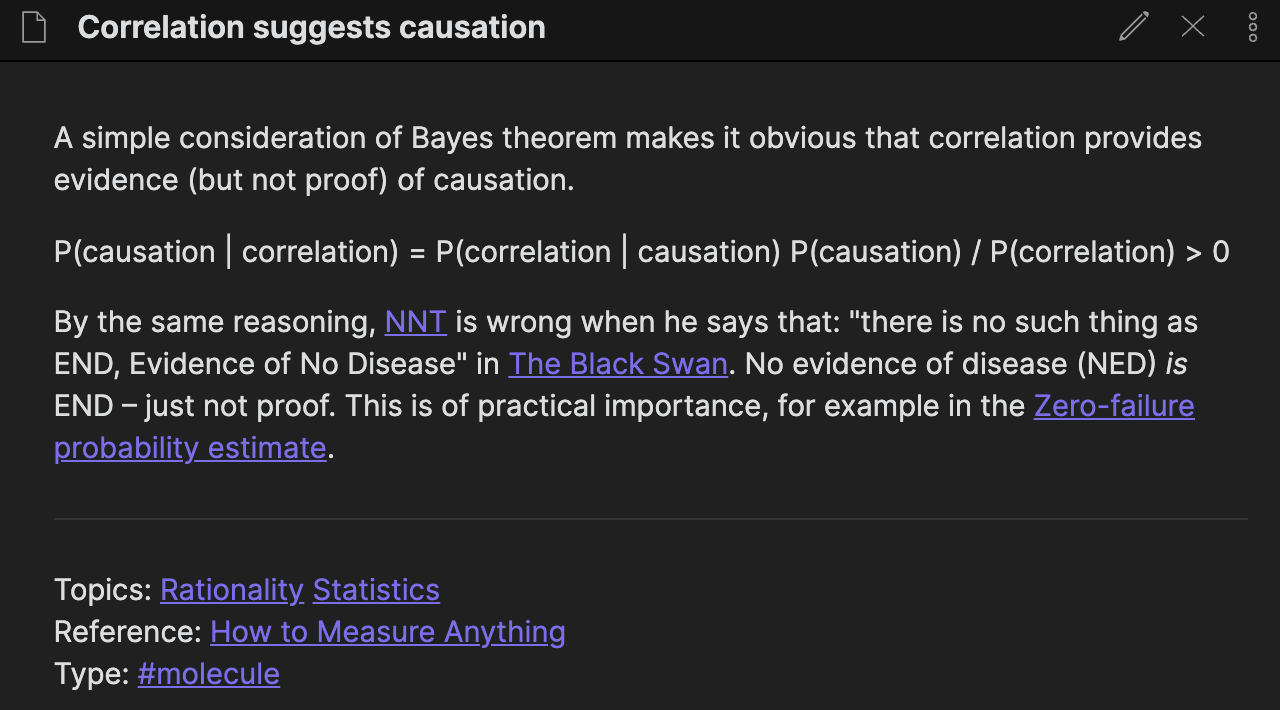 Correlation suggests causation
A simple consideration of Bayes theorem makes it obvious that correlation provides
evidence (but not proof) of causation.
P(causation | correlation) = P(correlation | causation) P(causation) / P(correlation) > 0
By the same reasoning, NNT is wrong when he says that: "there is no such thing as
END, Evidence of No Disease" in The Black Swan. No evidence of disease (NED) is
END – just not proof. This is of practical importance, for example in the Zero-failure
probability estimate.
Topics: Rationality Statistics
Reference: How to Measure Anything
Type: #molecule